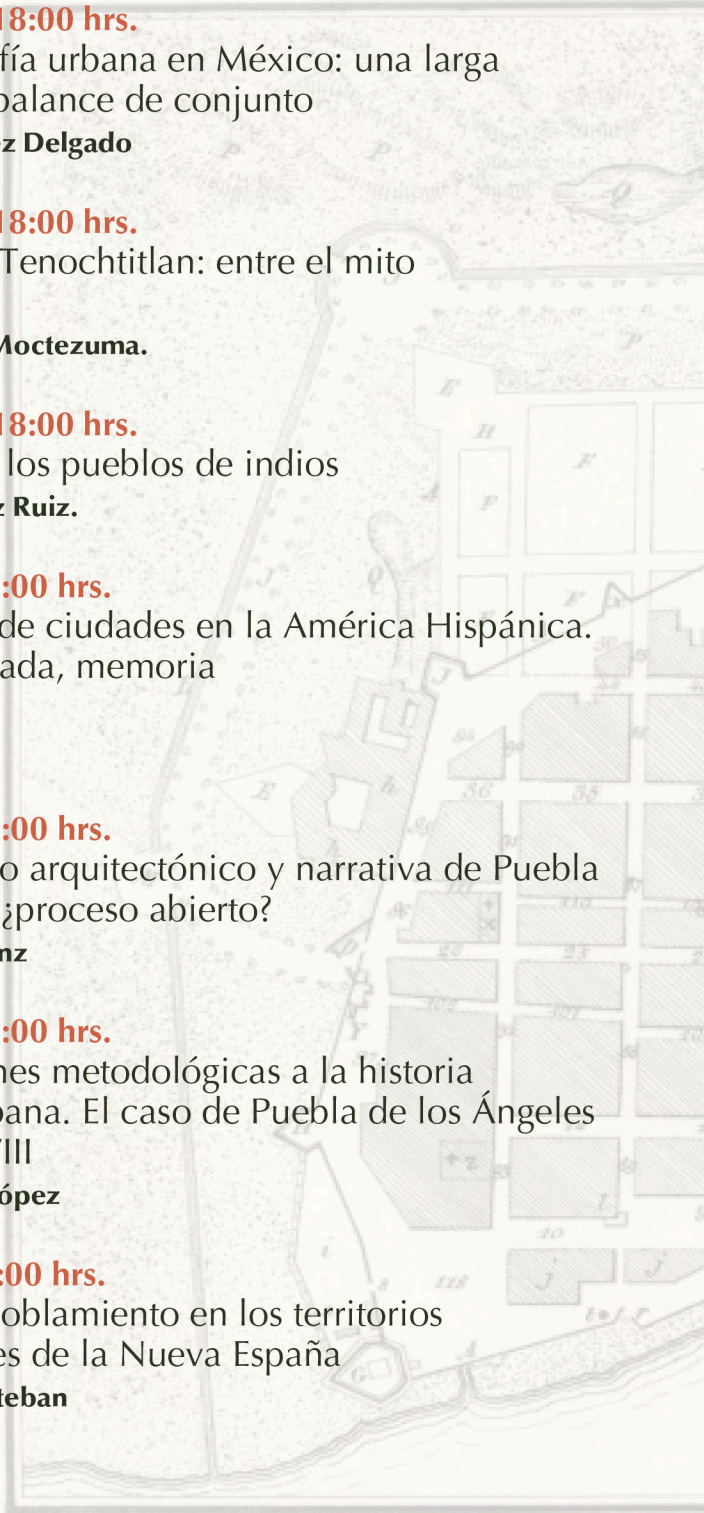 18:00 hrs.
fía urbana en México: una larga
balance de conjunto
z Delgado
18:00 hrs.
Tenochtitlan: entre el mito
Moctezuma.
18:00 hrs.
los pueblos de indios
z Ruiz.
:00 hrs.
de ciudades en la América Hispánica.
ada, memoria
:00 hrs.
o arquitectónico y narrativa de Puebla
¿proceso abierto?
nz
:00 hrs.
nes metodológicas a la historia
bana. El caso de Puebla de los Ángeles
VIII
ópez
:00 hrs.
oblamiento en los territorios
es de la Nueva España
teban